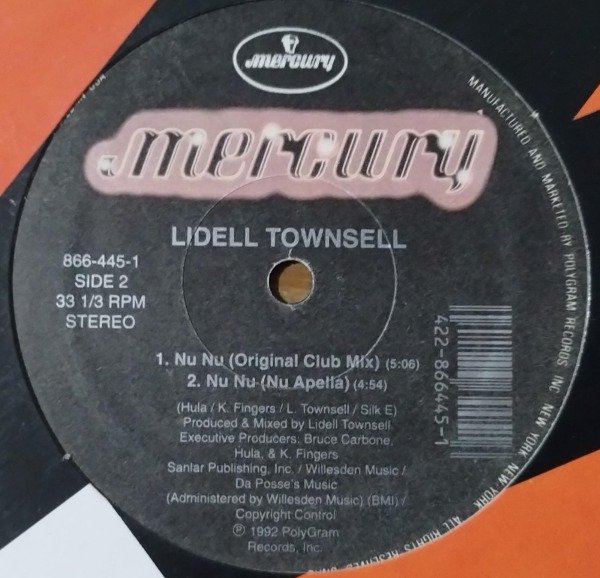 mercury
mercury
LIDELL TOWNSELL
866-445-1
SIDE 2
33 1/3 RPM
STEREO
1. Nu Nu (Original Club Mix) (5:06)
2. Nu Nu (Nu Apella) (4:54)
(Hula / K. Fingers / L. Townsell / Silk E)
Produced & Mixed by Lidell Townsell
Executive Producers: Bruce Carbone,
Hula, & K. Fingers
Sanlar Publishing, Inc. / Willesden Music /
Da Posse's Music
(Administered by Willesden Music) (BMI) /
Copyright Control
℗ 1992 PolyGram
Records, Inc.
422-866445-1
MANUFACTURED AND MARKETED BY POLYGRAM RECORDS INC NEW YORK, NEW YORK ALL RIGHTS RESERVED